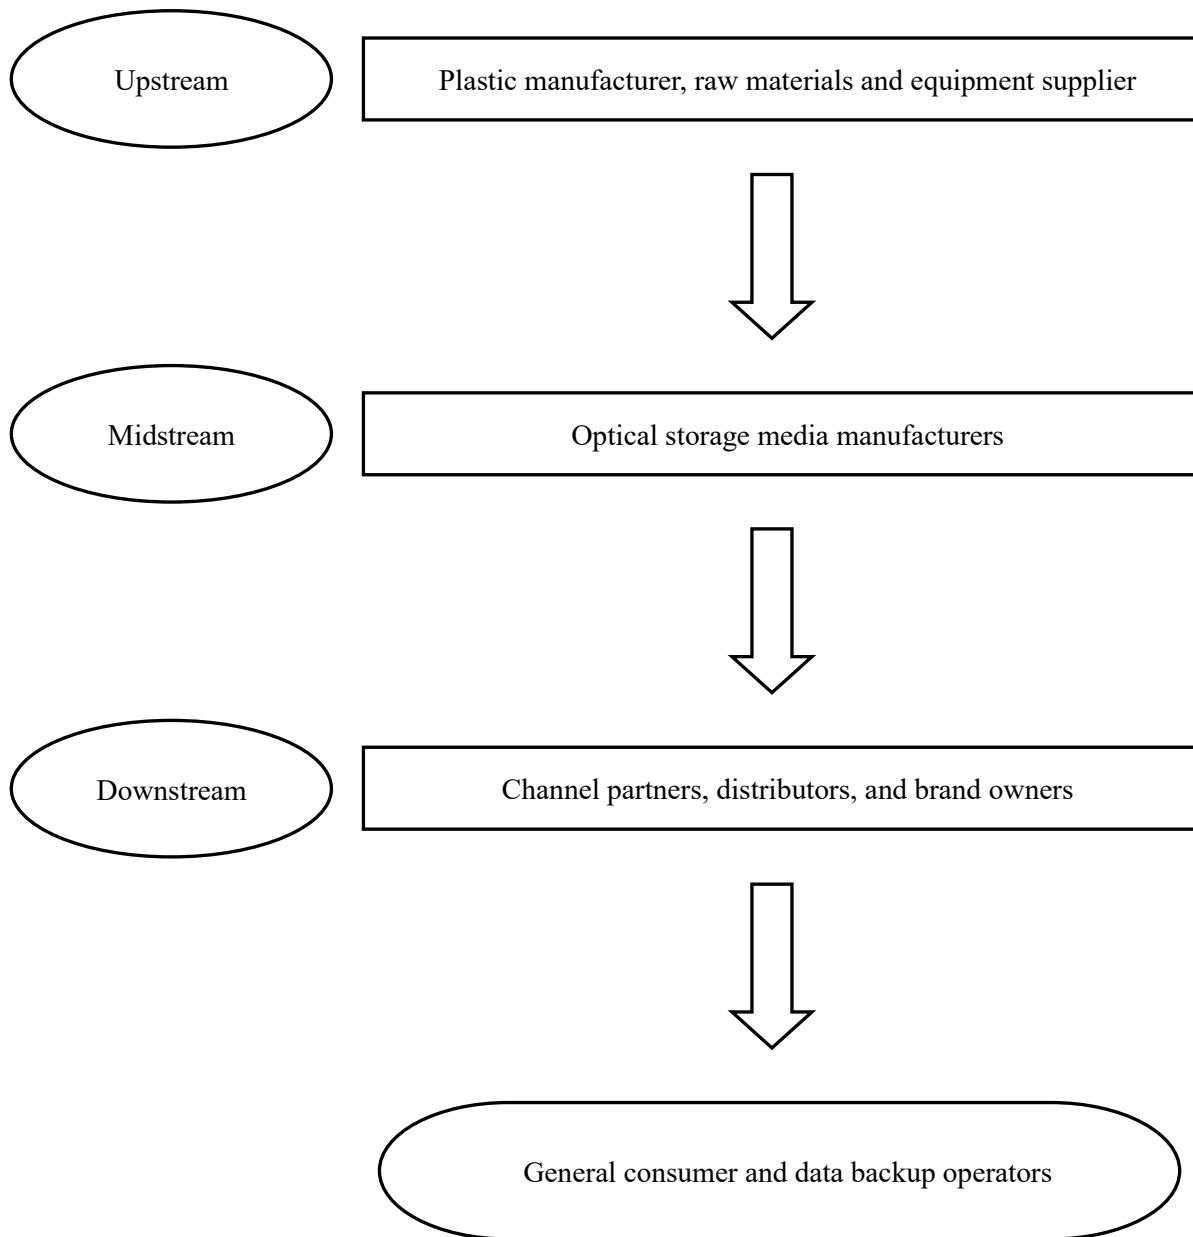 Upstream
Plastic manufacturer, raw materials and equipment supplier
Midstream
Optical storage media manufacturers
Downstream
Channel partners, distributors, and brand owners
General consumer and data backup operators